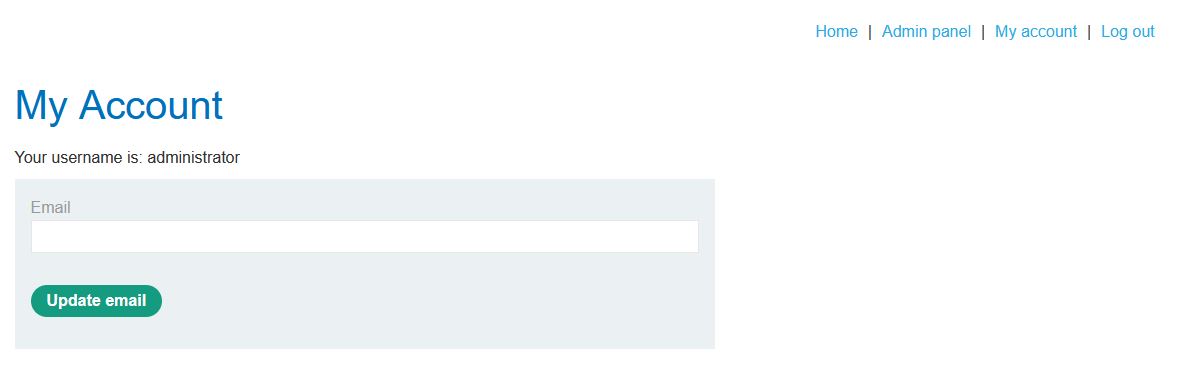 Home | Admin panel | My account | Log out
My Account
Your username is: administrator
Email
Update email